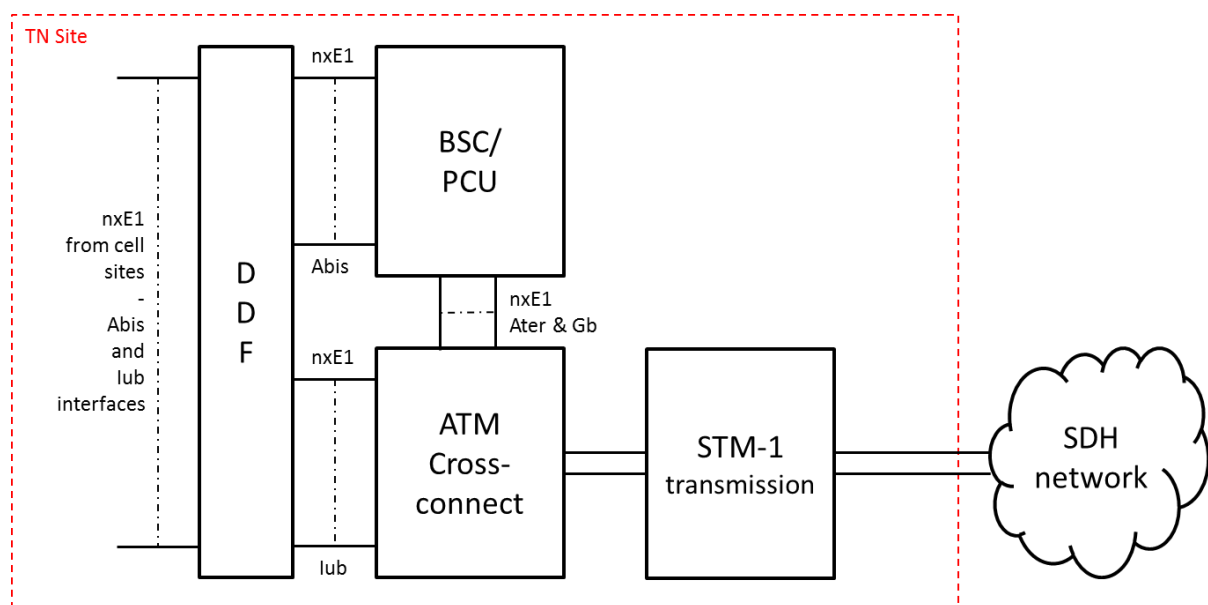 TN Site
nxE1
from cell
sites
-
Abis
and
Iub
interfaces
D
D
F
nxE1
Abis
nxE1
Iub
BSC/
PCU
nxE1
Ater & Gb
ATM
Cross-
connect
STM-1
transmission
SDH
network